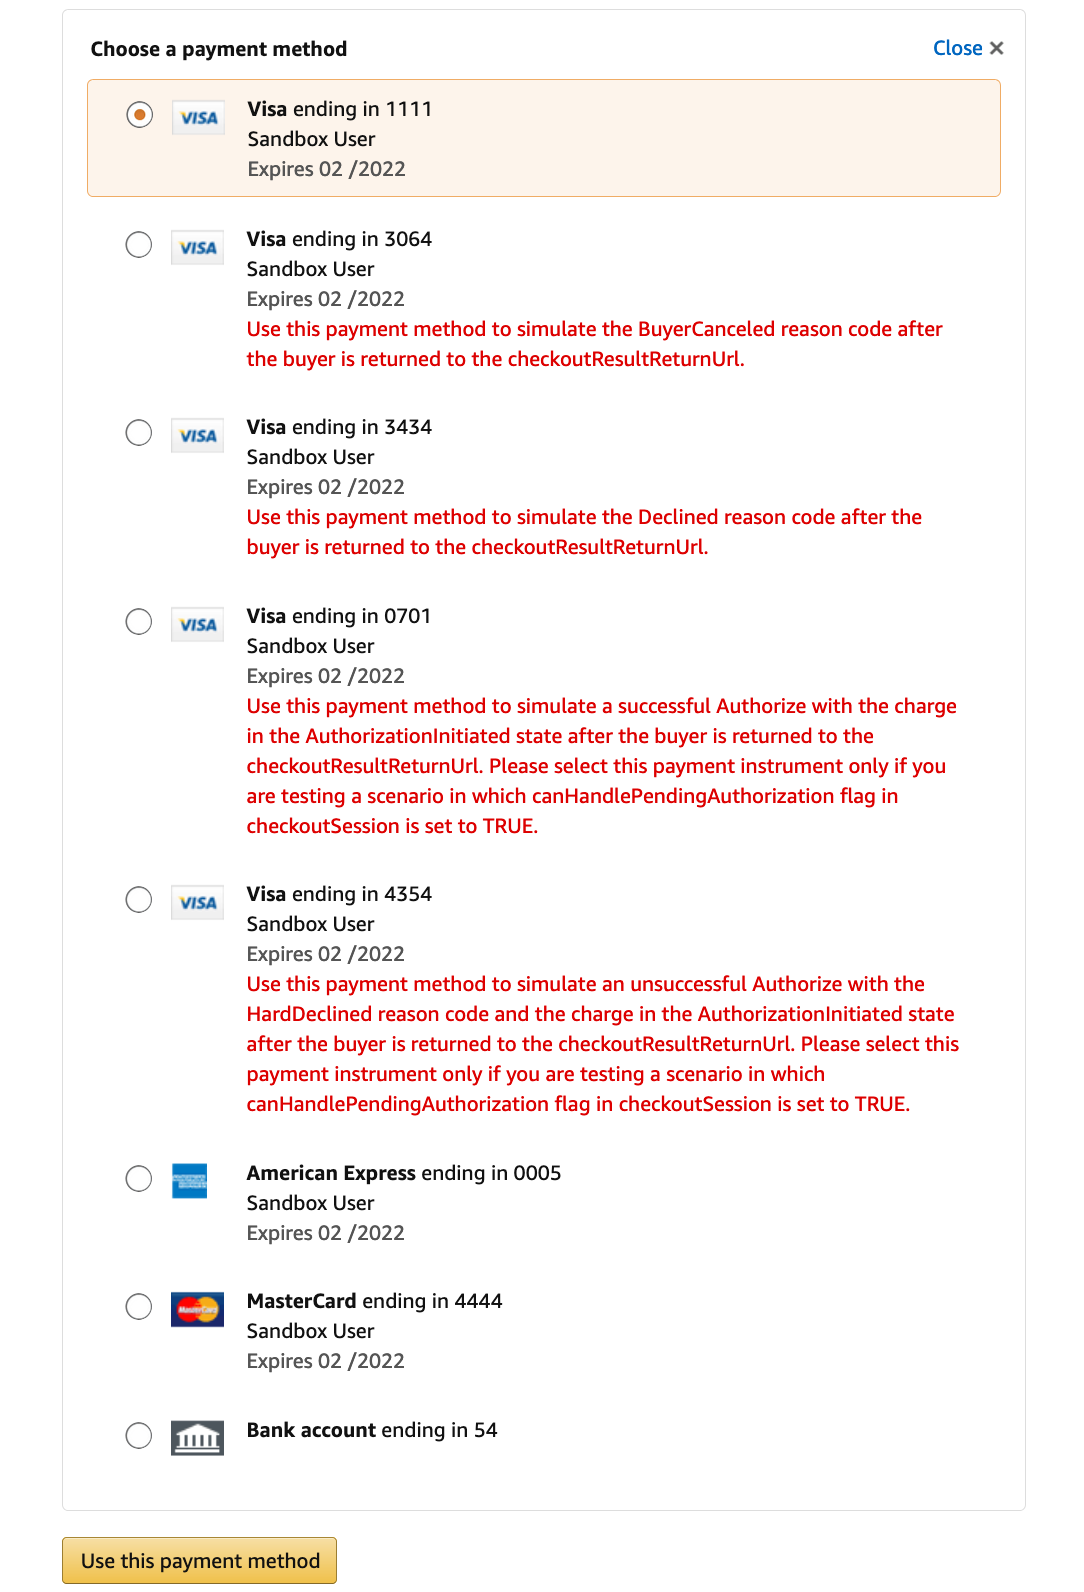 Choose a payment method
Close ✕
VISA
Visa ending in 1111
Sandbox User
Expires 02 /2022
VISA
Visa ending in 3064
Sandbox User
Expires 02 /2022
Use this payment method to simulate the BuyerCanceled reason code after
the buyer is returned to the checkoutResultReturnUrl.
VISA
Visa ending in 3434
Sandbox User
Expires 02 /2022
Use this payment method to simulate the Declined reason code after the
buyer is returned to the checkoutResultReturnUrl.
VISA
Visa ending in 0701
Sandbox User
Expires 02 /2022
Use this payment method to simulate a successful Authorize with the charge
in the AuthorizationInitiated state after the buyer is returned to the
checkoutResultReturnUrl. Please select this payment instrument only if you
are testing a scenario in which canHandlePendingAuthorization flag in
checkoutSession is set to TRUE.
VISA
Visa ending in 4354
Sandbox User
Expires 02 /2022
Use this payment method to simulate an unsuccessful Authorize with the
HardDeclined reason code and the charge in the AuthorizationInitiated state
after the buyer is returned to the checkoutResultReturnUrl. Please select this
payment instrument only if you are testing a scenario in which
canHandlePendingAuthorization flag in checkoutSession is set to TRUE.
American Express ending in 0005
Sandbox User
Expires 02 /2022
MasterCard
MasterCard ending in 4444
Sandbox User
Expires 02 /2022
Bank account ending in 54
Use this payment method